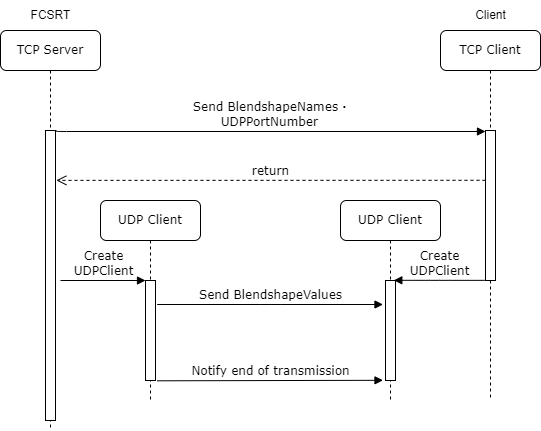 FCSRT
Client
TCP Server
TCP Client
Send BlendshapeNames・
UDPPortNumber
return
UDP Client
UDP Client
Create
UDPClient
Create
UDPClient
Send BlendshapeValues
Notify end of transmission